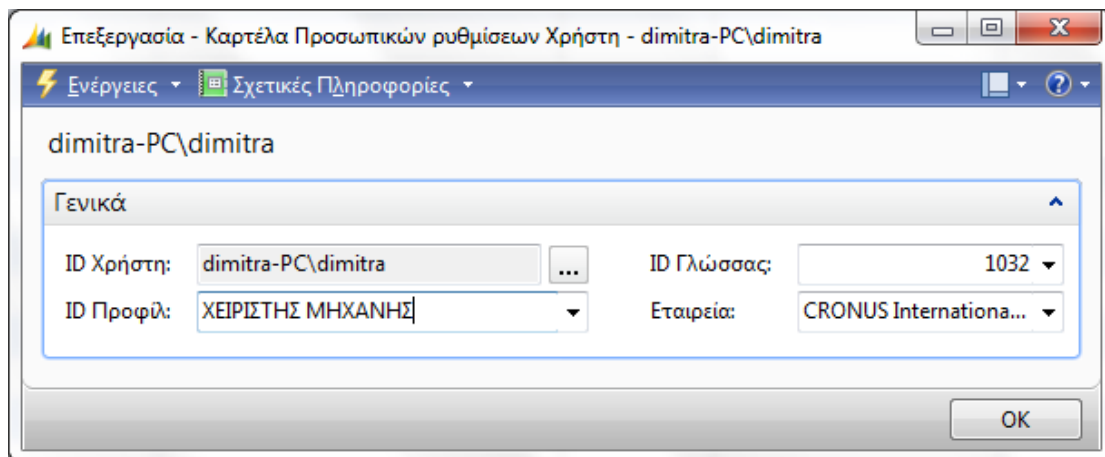 Επεξεργασία - Καρτέλα Προσωπικών ρυθμίσεων Χρήστη - dimitra-PC\dimitra
Ενέργειες Σχετικές Πληροφορίες
dimitra-PC\dimitra
Γενικά
ID Χρήστη: dimitra-PC\dimitra ... ID Γλώσσας: 1032
ID Προφίλ: ΧΕΙΡΙΣΤΗΣ ΜΗΧΑΝΗΣ Εταιρεία: CRONUS Internationa...
OK